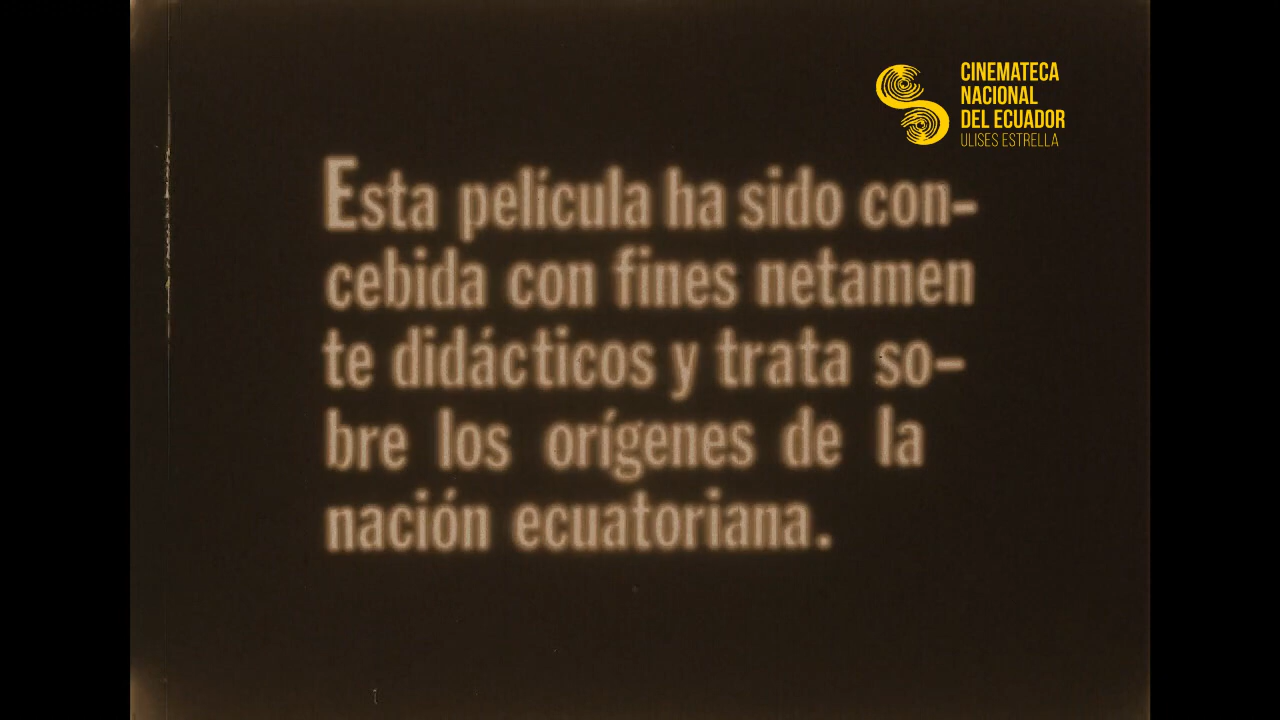 CINEMATECA
NACIONAL
DEL ECUADOR
ULISES ESTRELLA
Esta película ha sido con-
cebida con fines netamen
te didácticos y trata so-
bre los orígenes de la
nación ecuatoriana.